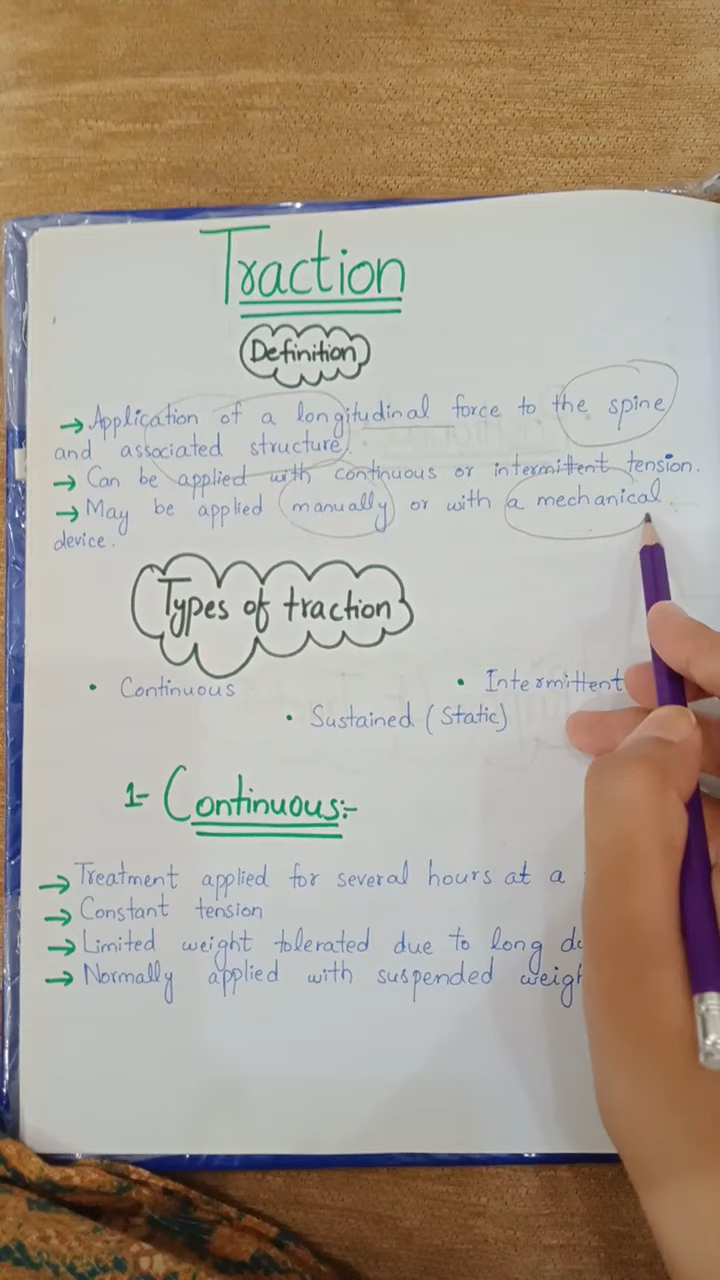 Traction
Definition
→ Application of a longitudinal force to the spine
and associated structure.
→ Can be applied with continuous or intermittent tension.
→ May be applied manually or with a mechanical
device.
Types of traction
• Continuous
• Intermittent
• Sustained (Static)
1- Continuous:-
→ Treatment applied for several hours at a
→ Constant tension
→ Limited weight tolerated due to long
→ Normally applied with suspended